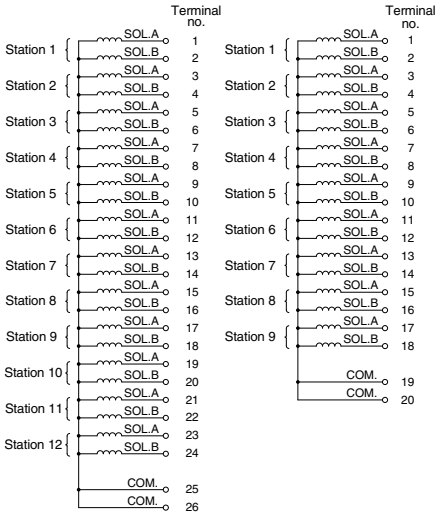 Terminal
no.
SOL.A 1
Station 1 SOL.B 2
SOL.A 3
Station 2 SOL.B 4
SOL.A 5
Station 3 SOL.B 6
SOL.A 7
Station 4 SOL.B 8
SOL.A 9
Station 5 SOL.B 10
SOL.A 11
Station 6 SOL.B 12
SOL.A 13
Station 7 SOL.B 14
SOL.A 15
Station 8 SOL.B 16
SOL.A 17
Station 9 SOL.B 18
SOL.A 19
Station 10 SOL.B 20
SOL.A 21
Station 11 SOL.B 22
SOL.A 23
Station 12 SOL.B 24
COM. 25
COM. 26
Terminal
no.
SOL.A 1
Station 1 SOL.B 2
SOL.A 3
Station 2 SOL.B 4
SOL.A 5
Station 3 SOL.B 6
SOL.A 7
Station 4 SOL.B 8
SOL.A 9
Station 5 SOL.B 10
SOL.A 11
Station 6 SOL.B 12
SOL.A 13
Station 7 SOL.B 14
SOL.A 15
Station 8 SOL.B 16
SOL.A 17
Station 9 SOL.B 18
COM. 19
COM. 20